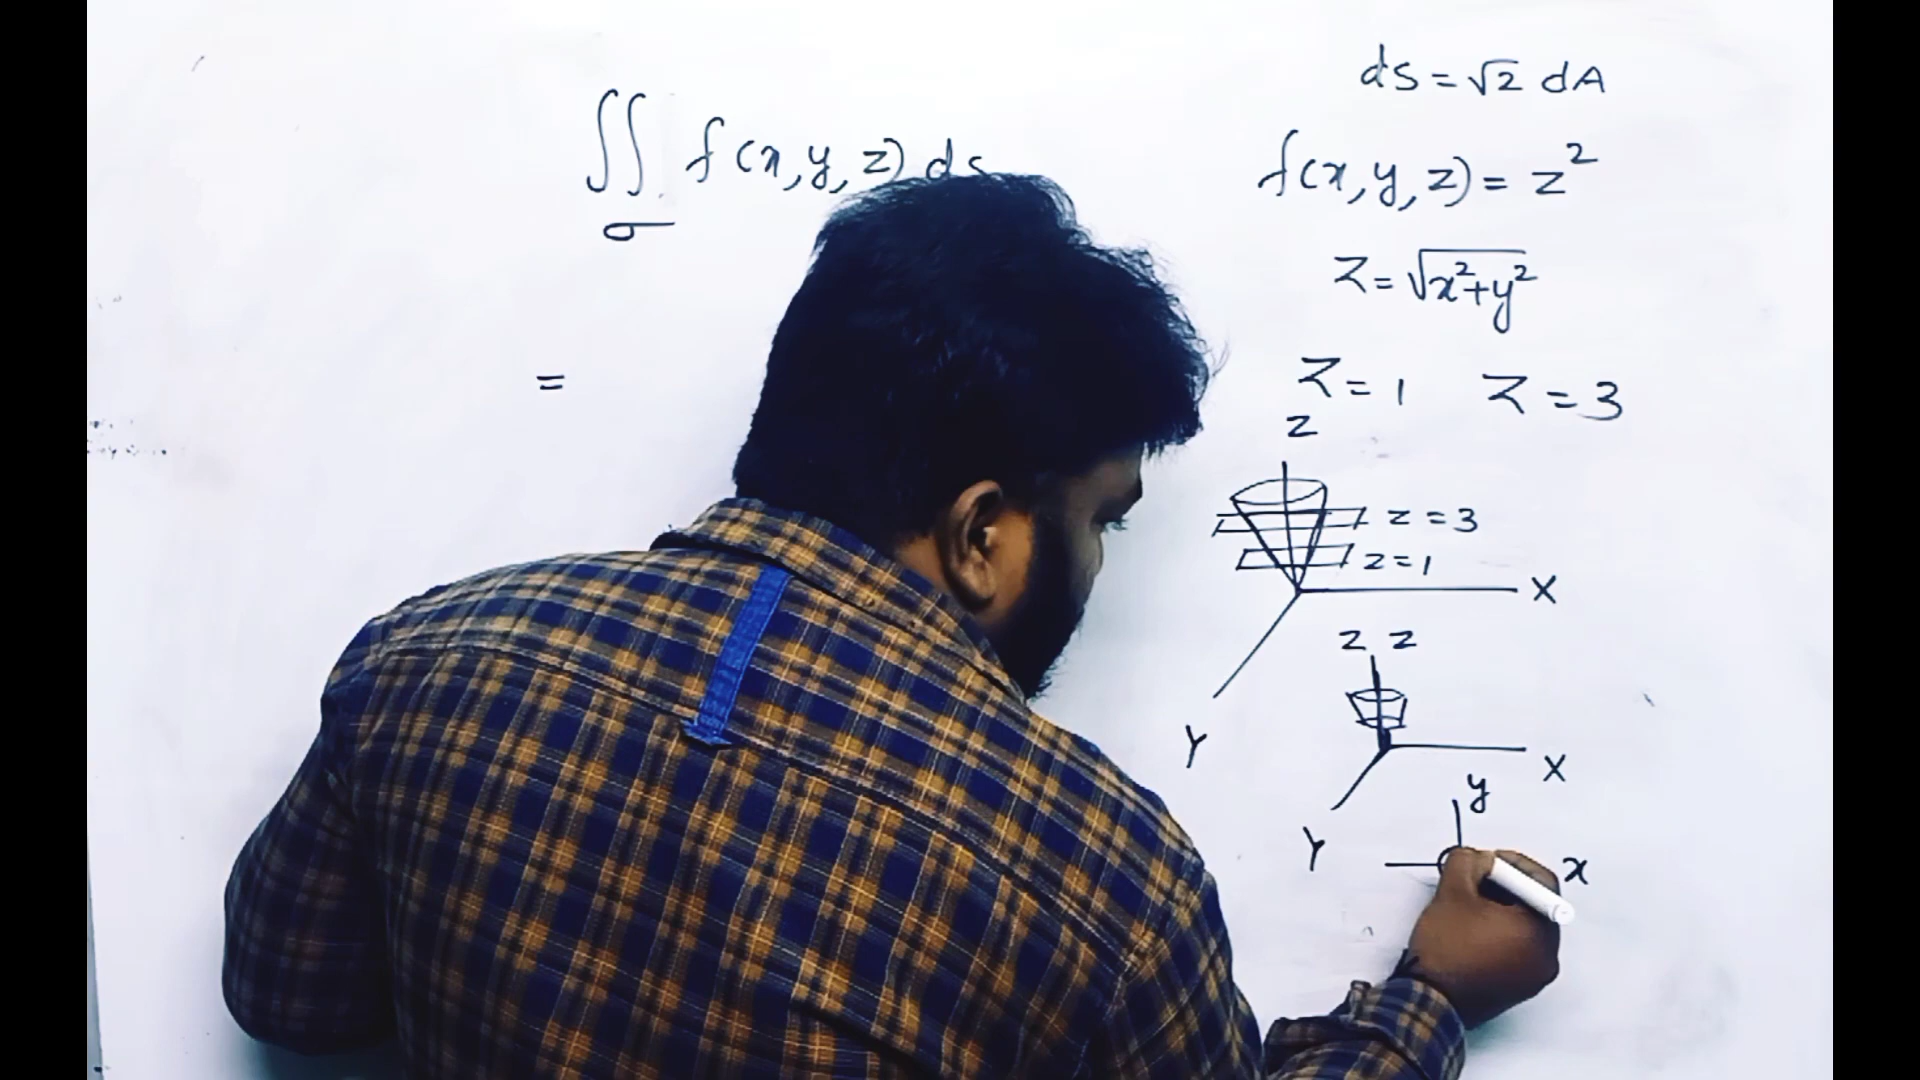 ∬ f(x,y,z) ds
σ
=
dS = √2 dA
f(x,y,z) = z²
z = √x²+y²
z = 1 z = 3
z
z = 3
z = 1
X
Y
z z
X
Y
y
x